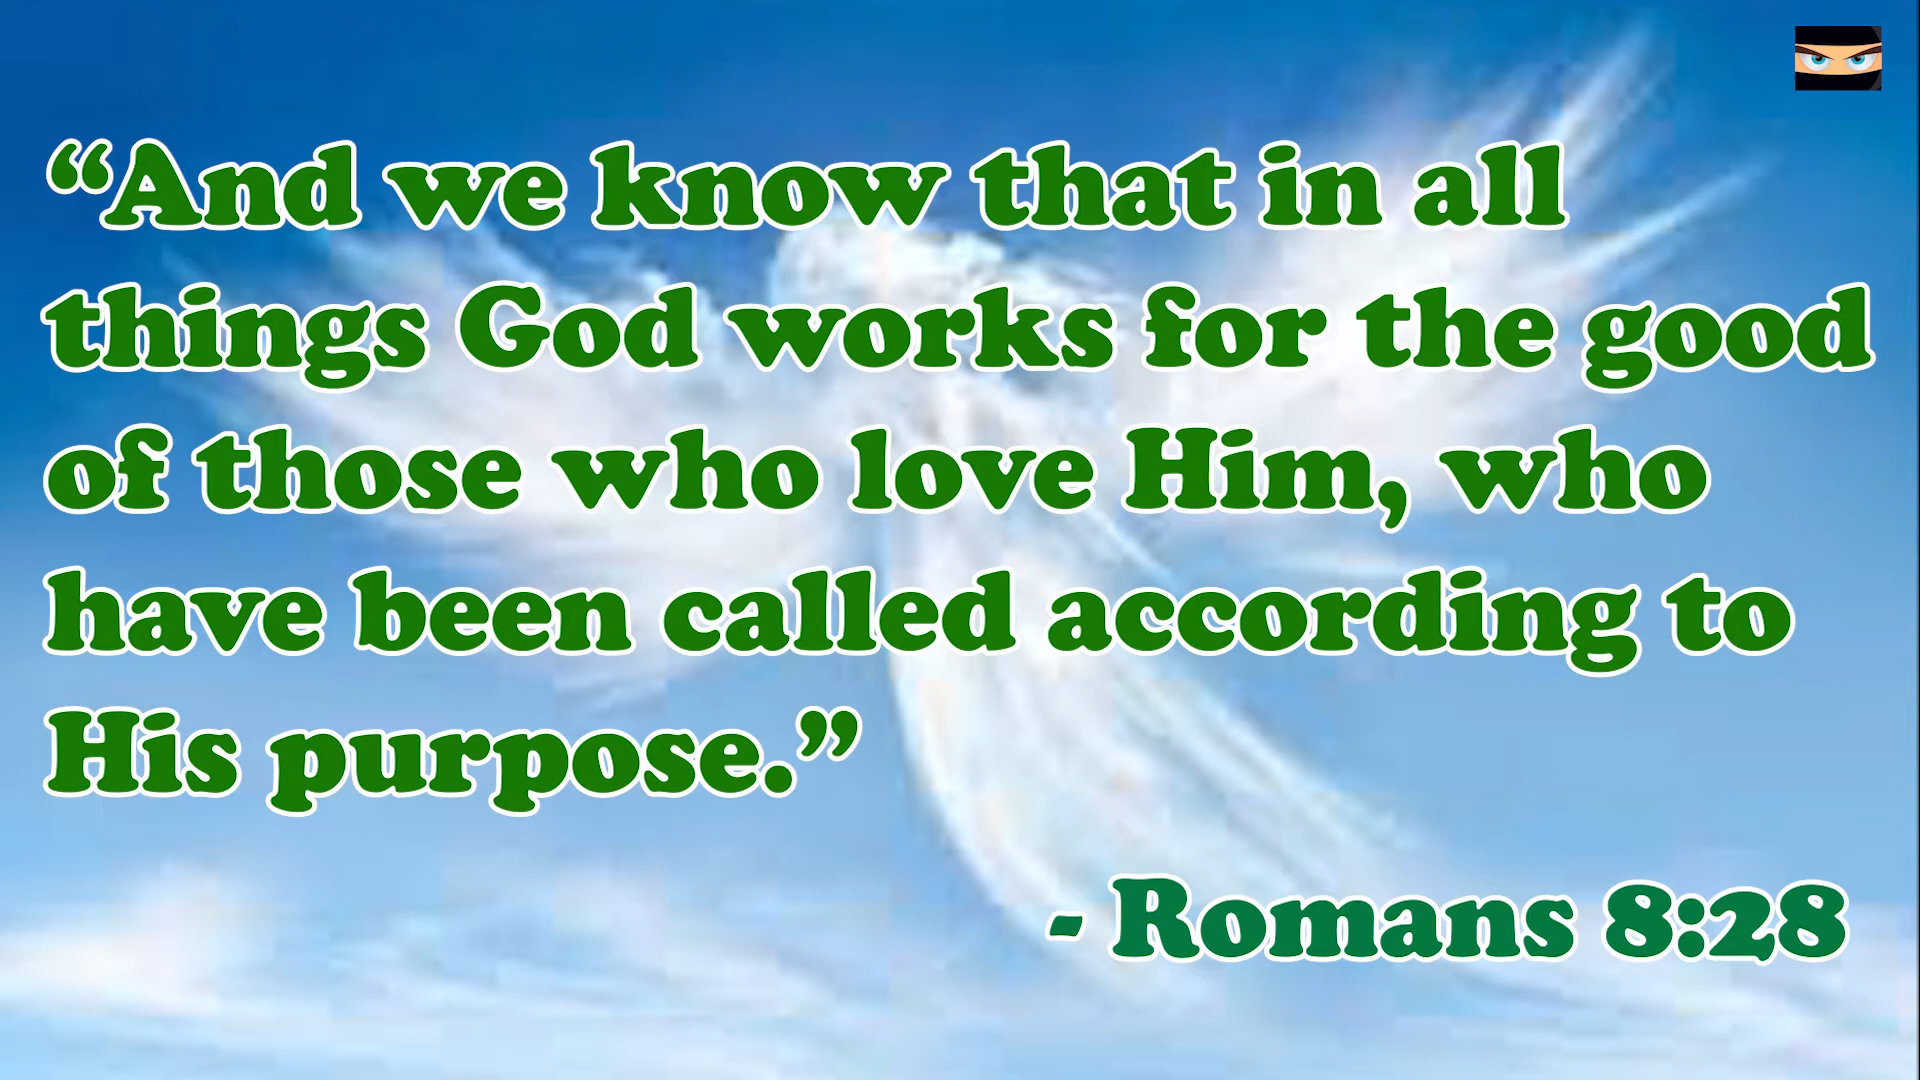 “And we know that in all
things God works for the good
of those who love Him, who
have been called according to
His purpose.”
- Romans 8:28